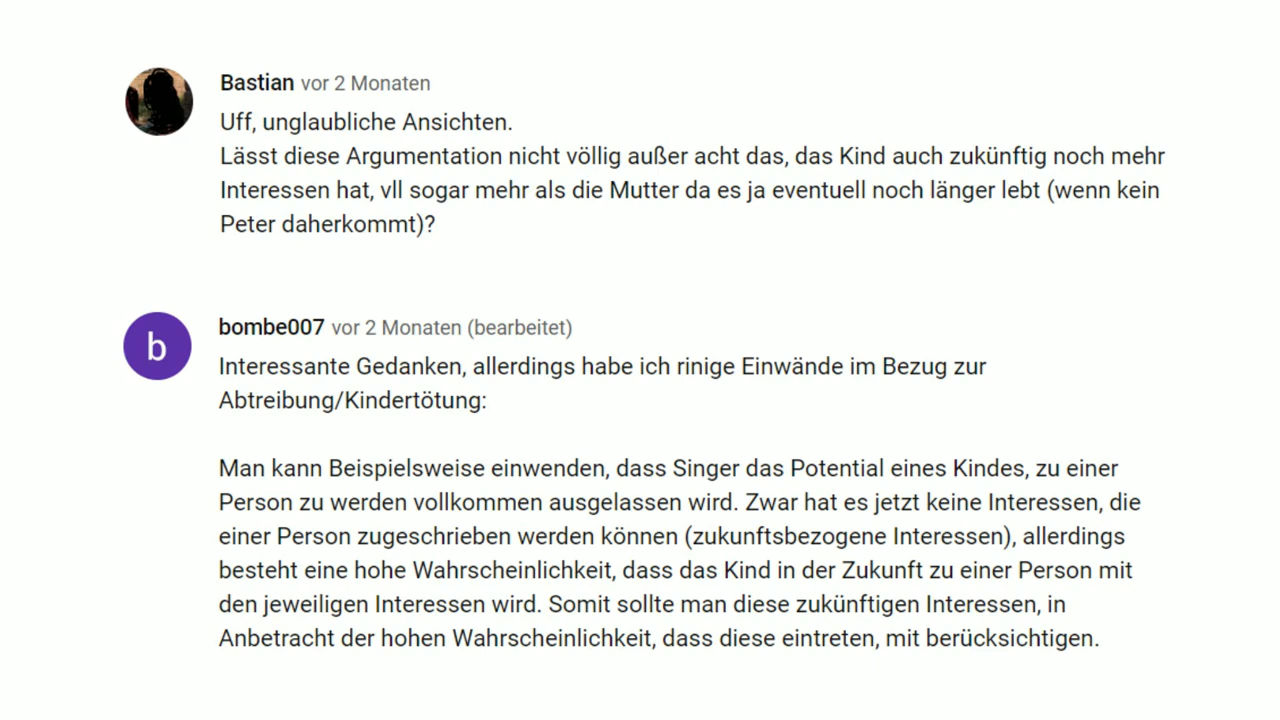 Bastian vor 2 Monaten
Uff, unglaubliche Ansichten.
Lässt diese Argumentation nicht völlig außer acht das, das Kind auch zukünftig noch mehr
Interessen hat, vll sogar mehr als die Mutter da es ja eventuell noch länger lebt (wenn kein
Peter daherkommt)?
b
bombe007 vor 2 Monaten (bearbeitet)
Interessante Gedanken, allerdings habe ich rinige Einwände im Bezug zur
Abtreibung/Kindertötung:
Man kann Beispielsweise einwenden, dass Singer das Potential eines Kindes, zu einer
Person zu werden vollkommen ausgelassen wird. Zwar hat es jetzt keine Interessen, die
einer Person zugeschrieben werden können (zukunftsbezogene Interessen), allerdings
besteht eine hohe Wahrscheinlichkeit, dass das Kind in der Zukunft zu einer Person mit
den jeweiligen Interessen wird. Somit sollte man diese zukünftigen Interessen, in
Anbetracht der hohen Wahrscheinlichkeit, dass diese eintreten, mit berücksichtigen.